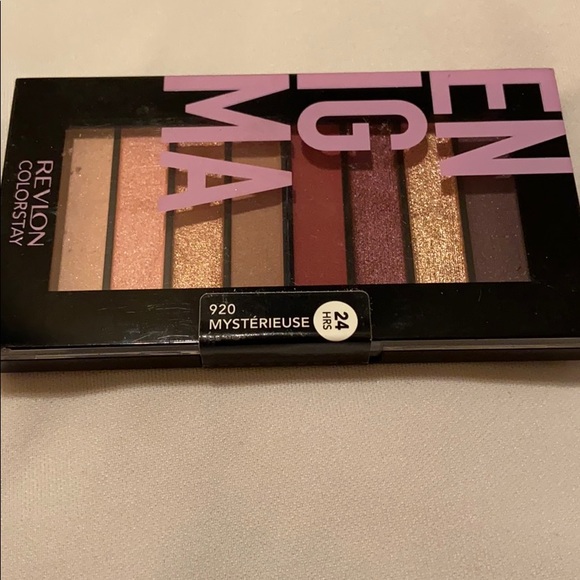 EN
IG
MA
REVLON
COLORSTAY
920
MYSTÉRIEUSE
24
HRS